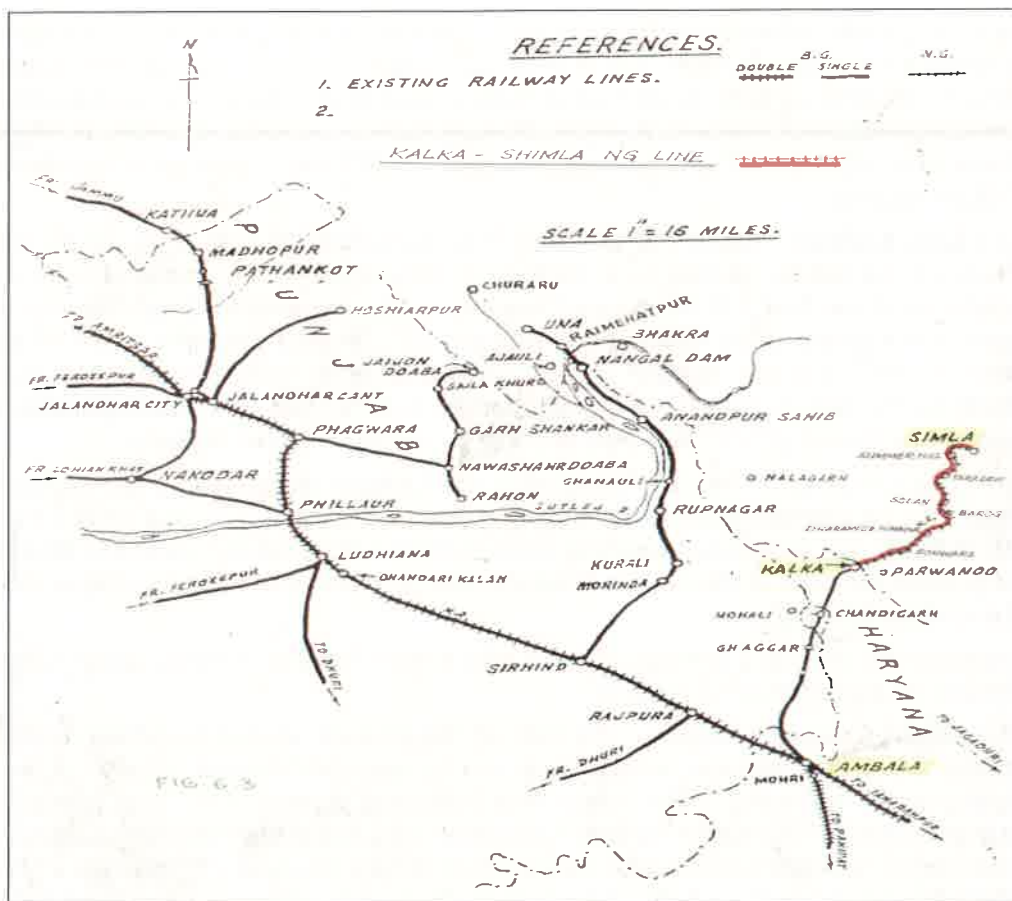 N
REFERENCES.
B.G. N.G.
DOUBLE SINGLE
1. EXISTING RAILWAY LINES.
2.
KALKA - SHIMLA NG LINE
SCALE 1" = 16 MILES.
FR. JAMMU
KATHUA
MADHOPUR
PATHANKOT
PUNJAB
CHURARU
HOSHIARPUR
UNA
RAIMEHATPUR
BHAKRA
NANGAL DAM
AJAULI
JAIJON
DOABA
SAILA KHURD
TO AMRITSAR
FR. FEROZEPUR
JALANDHAR CITY
JALANDHAR CANT
ANANDPUR SAHIB
PHAGWARA
GARH SHANKAR
SIMLA
SUMMER HILL
TARADEVI
FR. LOHIAN KHAS
NAKODAR
NAWASHAHR DOABA
GHANAULI
NALAGARH
SOLAN
BAROG
RAHON
PHILLAUR
SUTLEJ R
RUPNAGAR
LUDHIANA
KURALI
MORINDA
KALKA
PARWANOO
FR. FEROZEPUR
DHANDARI KALAN
MOHALI
CHANDIGARH
GHAGGAR
HARYANA
TO DHURI
SIRHIND
RAJPURA
TO JAGADHRI
FR. DHURI
FIG 6.3
MOHRI
AMBALA
TO PANIPAT